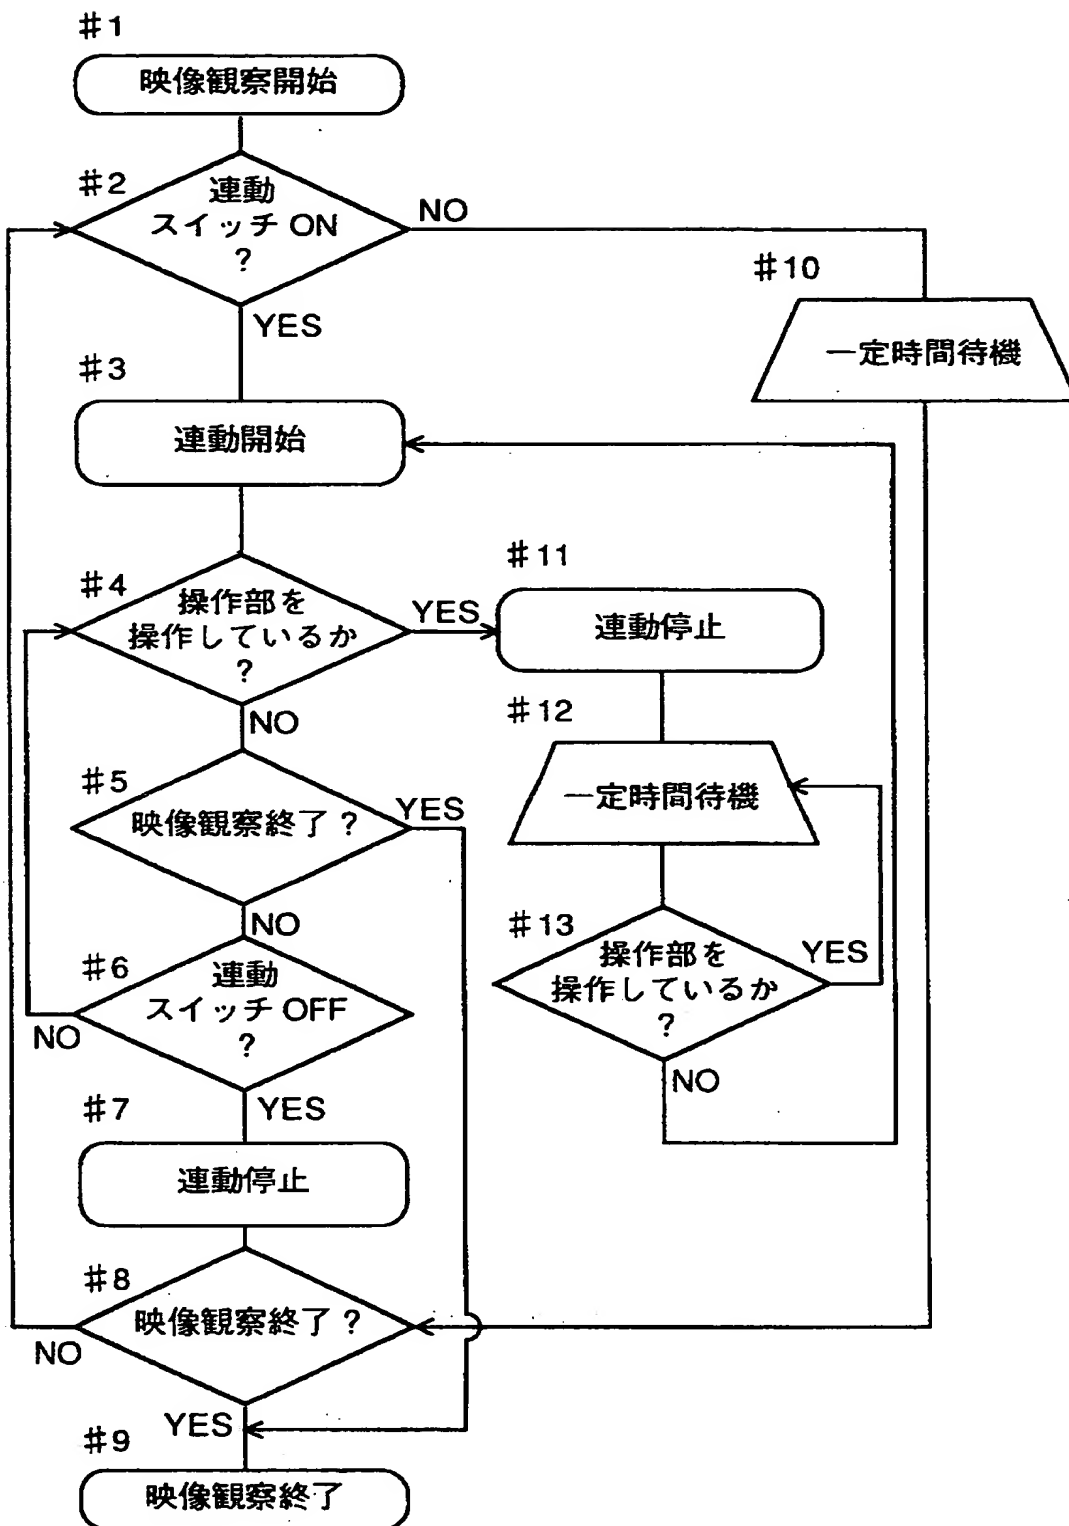 #1
映像観察開始
#2
連動
スイッチ ON
?
NO
YES
#10
一定時間待機
#3
連動開始
#4
操作部を
操作しているか
?
YES
NO
#11
連動停止
#12
一定時間待機
#5
映像観察終了?
YES
NO
#13
操作部を
操作しているか
?
YES
NO
#6
連動
スイッチ OFF
?
NO
YES
#7
連動停止
#8
映像観察終了?
NO
YES
#9
映像観察終了